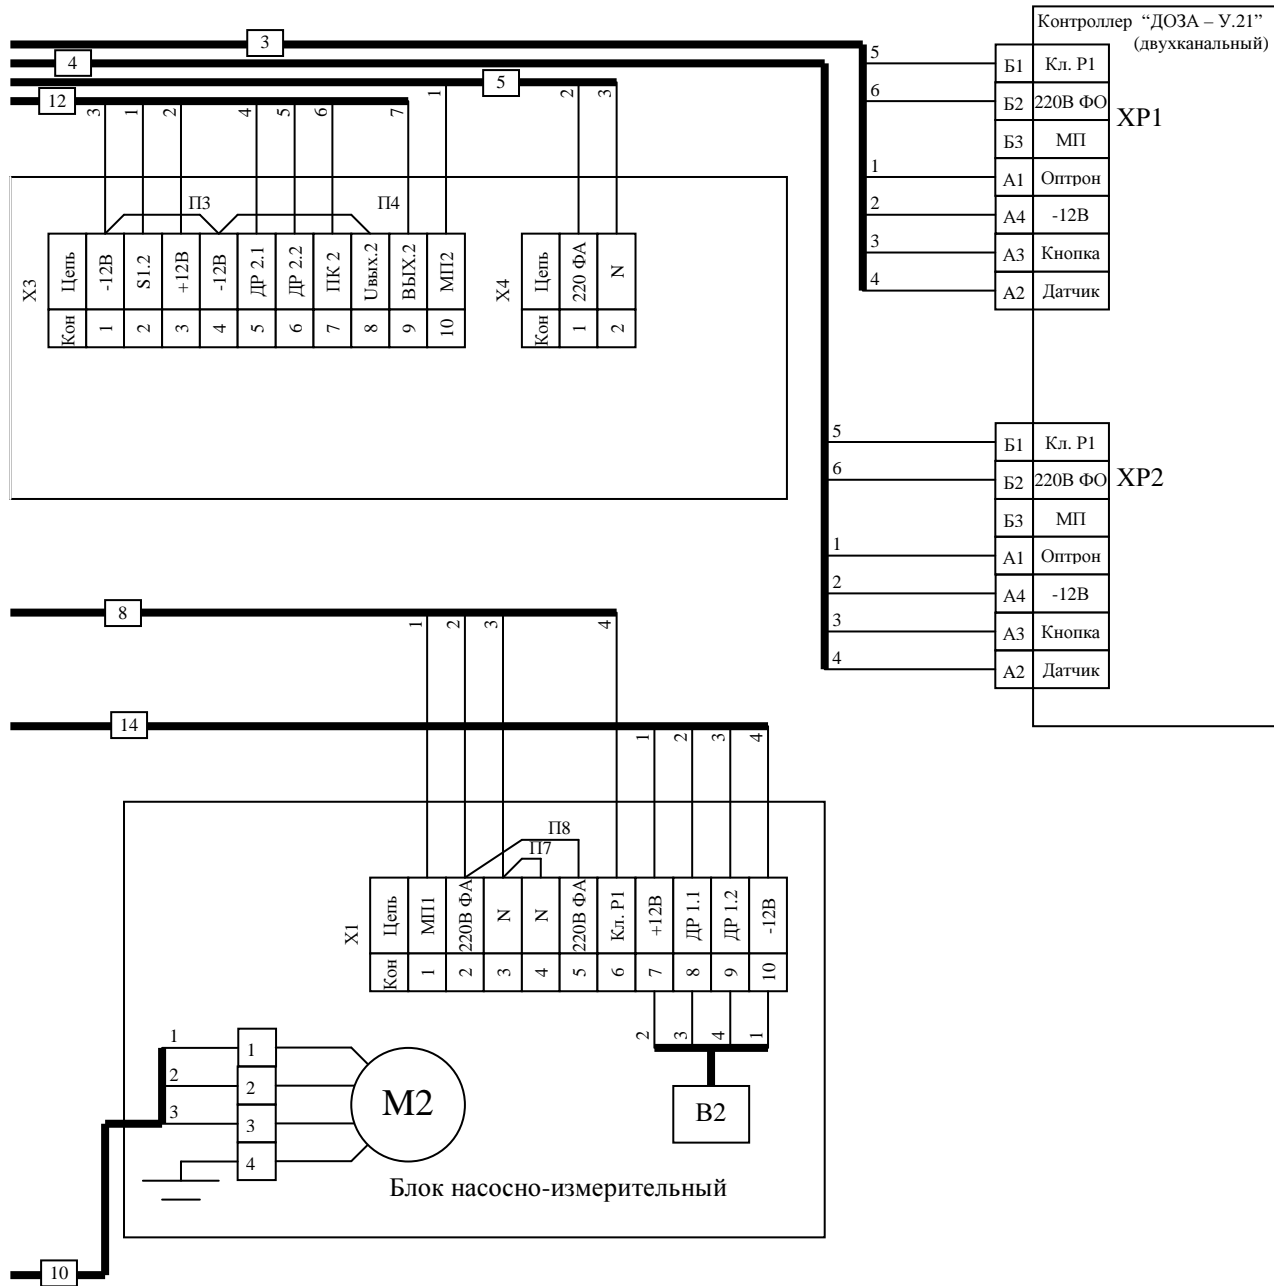 Контроллер “ДОЗА – У.21”
(двухканальный)
3
4
5
12
3
1
2
4
5
6
7
1
2
3
5
Б1 Кл. Р1
6
Б2 220В ФО
ХР1
Б3 МП
1
А1 Оптрон
2
А4 -12В
3
А3 Кнопка
4
А2 Датчик
П3
П4
Х3
Цепь -12В S1.2 +12В -12В ДР 2.1 ДР 2.2 ПК 2 Uвых.2 ВЫХ.2 МП2
Кон 1 2 3 4 5 6 7 8 9 10
Х4
Цепь 220 ФА N
Кон 1 2
5
Б1 Кл. Р1
6
Б2 220В ФО
ХР2
Б3 МП
1
А1 Оптрон
2
А4 -12В
3
А3 Кнопка
4
А2 Датчик
8
1
2
3
4
14
1
2
3
4
П8
П7
Х1
Цепь МП1 220В ФА N N 220В ФА Кл. Р1 +12В ДР 1.1 ДР 1.2 -12В
Кон 1 2 3 4 5 6 7 8 9 10
2
3
4
1
В2
1
1
2
2
3
3
4
М2
Блок насосно-измерительный
10